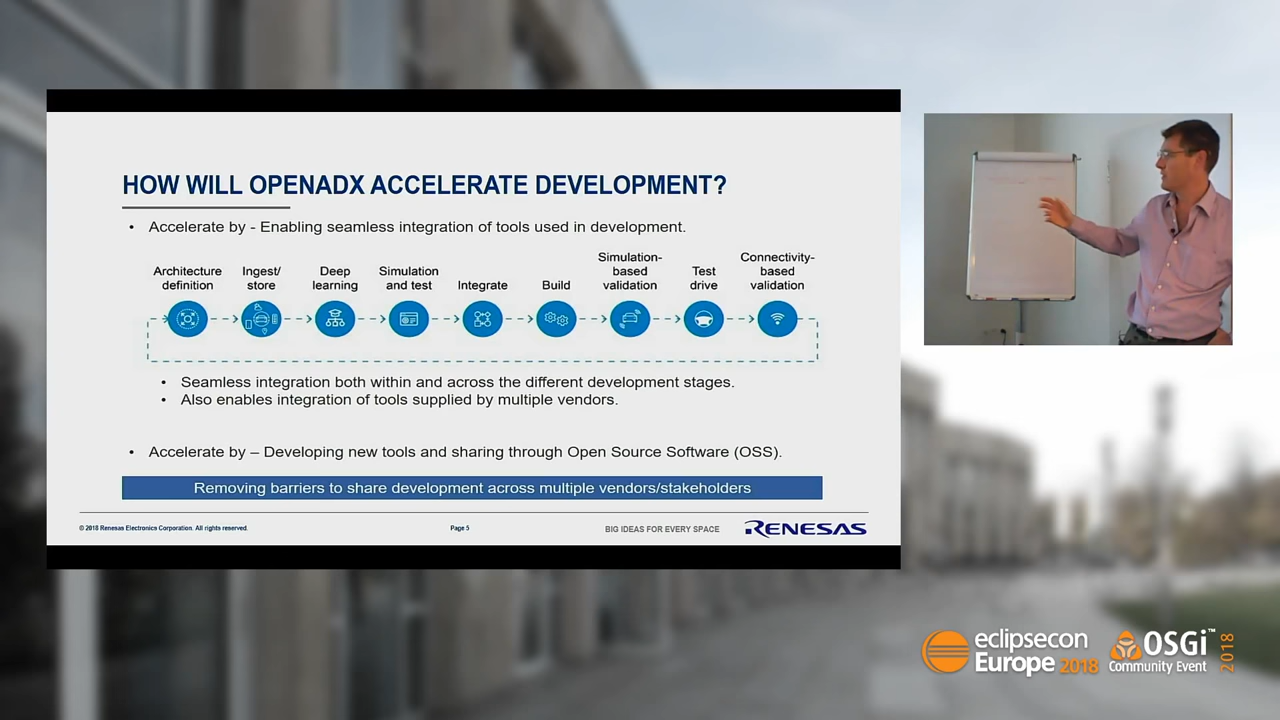 HOW WILL OPENADX ACCELERATE DEVELOPMENT?
• Accelerate by - Enabling seamless integration of tools used in development.
Architecture
definition
Ingest/
store
Deep
learning
Simulation
and test
Integrate
Build
Simulation-
based
validation
Test
drive
Connectivity-
based
validation
• Seamless integration both within and across the different development stages.
• Also enables integration of tools supplied by multiple vendors.
• Accelerate by – Developing new tools and sharing through Open Source Software (OSS).
Removing barriers to share development across multiple vendors/stakeholders
© 2018 Renesas Electronics Corporation. All rights reserved.
Page 5
BIG IDEAS FOR EVERY SPACE
RENESAS
eclipsecon
Europe 2018
OSGi™
Community Event
2018